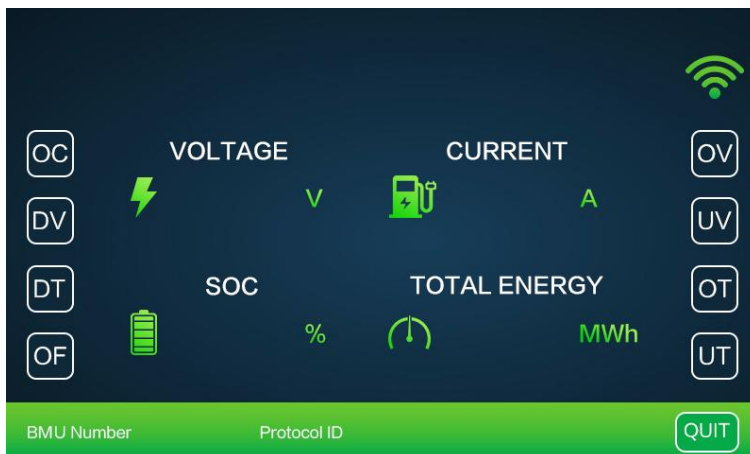 OC
VOLTAGE
CURRENT
OV
V
A
DV
UV
DT
SOC
TOTAL ENERGY
OT
%
MWh
OF
UT
BMU Number
Protocol ID
QUIT